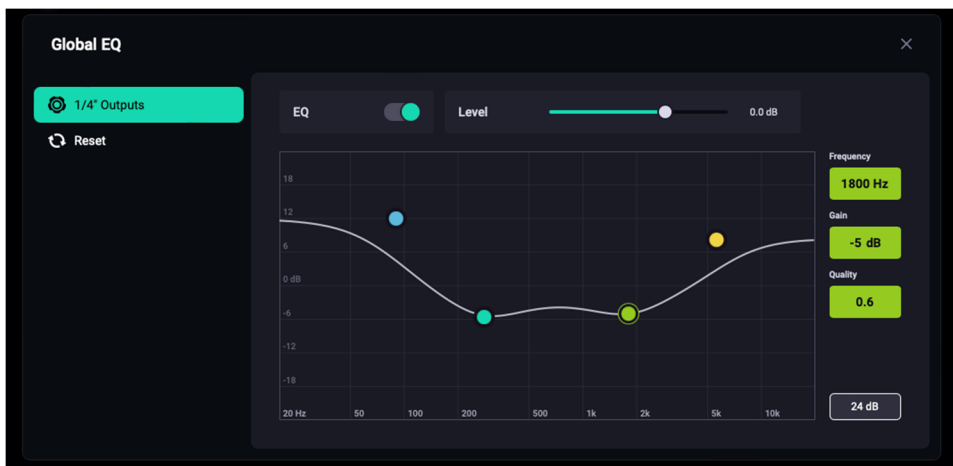 Global EQ
1/4" Outputs
Reset
EQ
Level
0.0 dB
Frequency
1800 Hz
Gain
-5 dB
Quality
0.6
24 dB
18
12
6
0 dB
-6
-12
-18
20 Hz 50 100 200 500 1k 2k 5k 10k